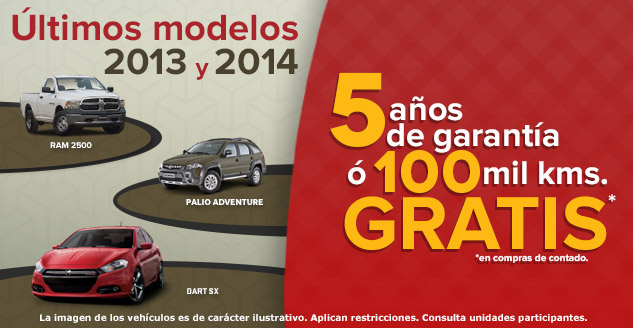 Últimos modelos
2013 y 2014
RAM 2500
PALIO ADVENTURE
DART SX
5 años
de garantía
ó 100 mil kms.
GRATIS*
*en compras de contado.
La imagen de los vehículos es de carácter ilustrativo. Aplican restricciones. Consulta unidades participantes.